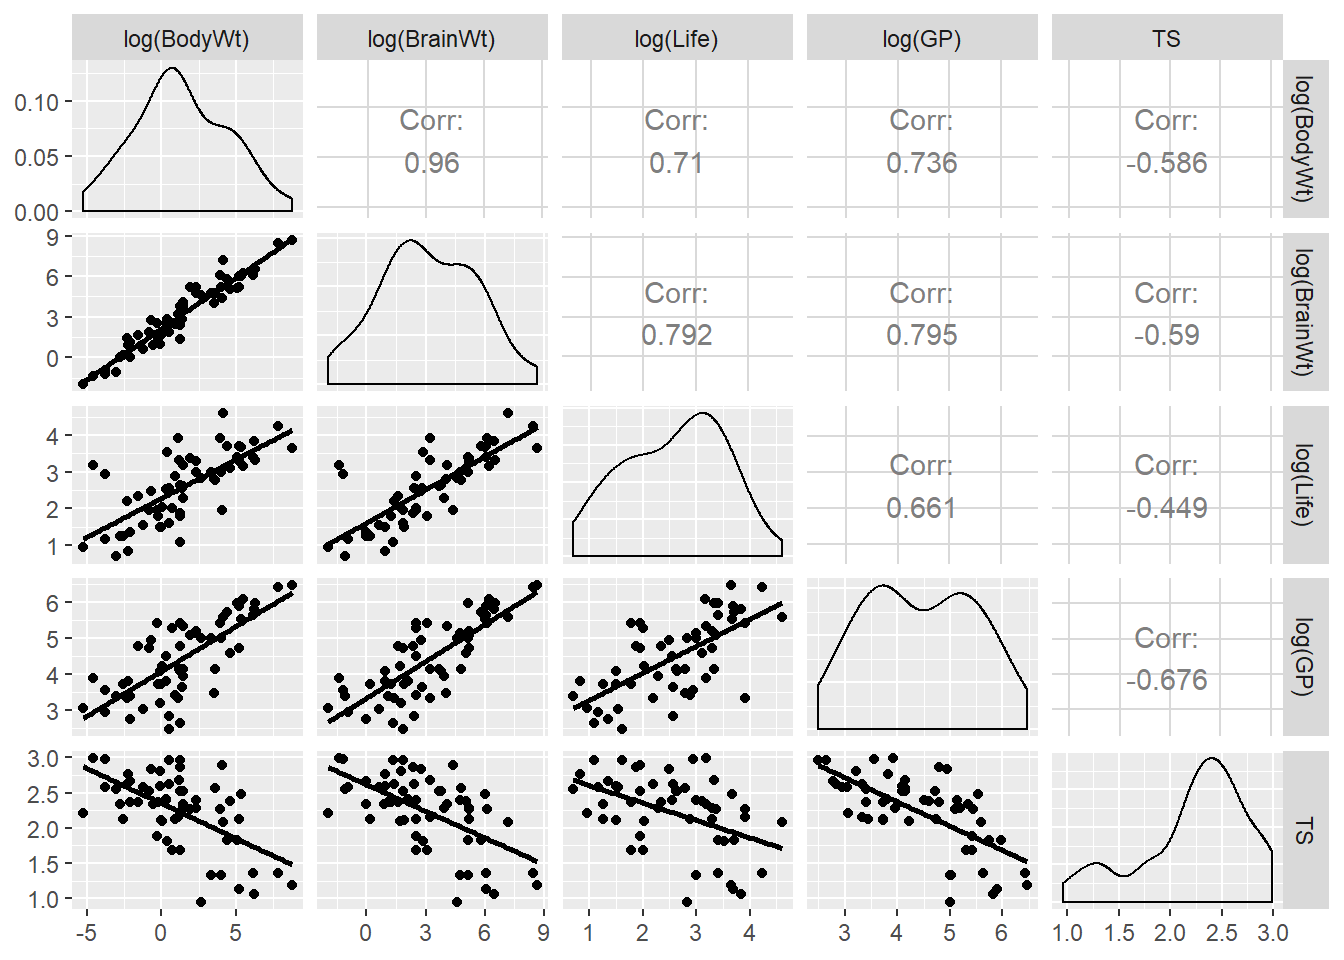 log(BodyWt) log(BrainWt) log(Life) log(GP) TS
0.10
0.05
0.00
Corr: Corr: Corr: Corr:
0.96 0.71 0.736 -0.586
log(BodyWt)
9
6
3
0
Corr: Corr: Corr:
0.792 0.795 -0.59
log(BrainWt)
4
3
2
1
Corr: Corr:
0.661 -0.449
log(Life)
6
5
4
3
Corr:
-0.676
log(GP)
3.0
2.5
2.0
1.5
1.0
TS
-5 0 5 0 3 6 9 1 2 3 4 3 4 5 6 1.0 1.5 2.0 2.5 3.0